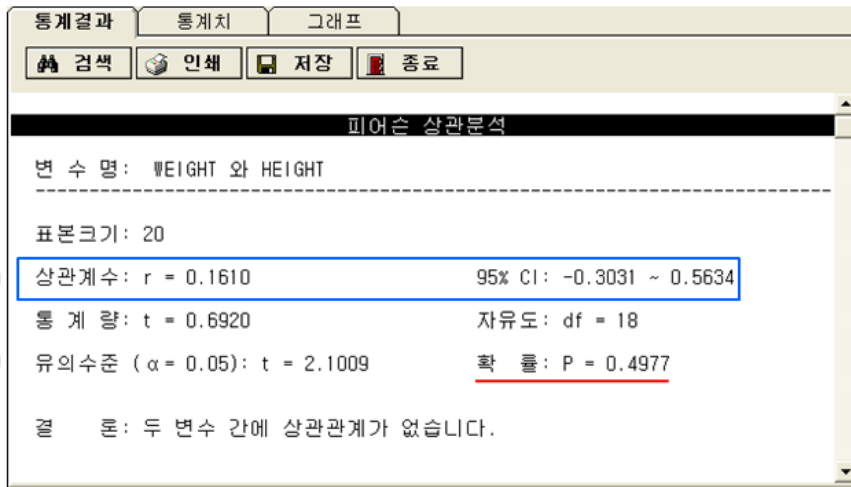 통계결과 통계치 그래프
검색 인쇄 저장 종료
피어슨 상관분석
변 수 명: WEIGHT 와 HEIGHT
--------------------------------------------------------------------------
표본크기: 20
상관계수: r = 0.1610 95% CI: -0.3031 ~ 0.5634
통 계 량: t = 0.6920 자유도: df = 18
유의수준 (α= 0.05): t = 2.1009 확 률: P = 0.4977
결 론: 두 변수 간에 상관관계가 없습니다.